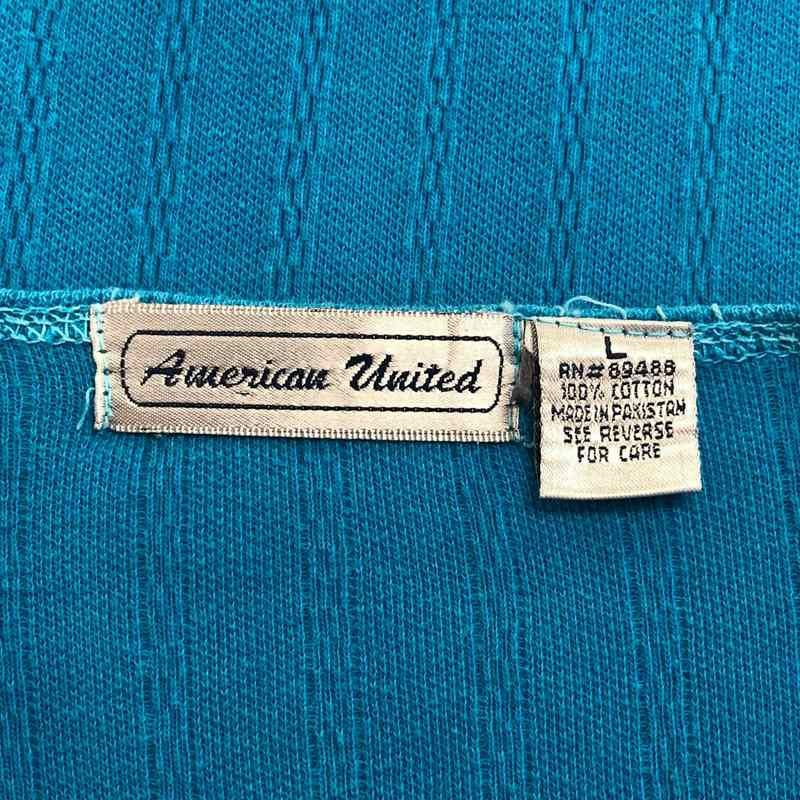 American United
L
RN# 89488
100% COTTON
MADE IN PAKISTAN
SEE REVERSE
FOR CARE